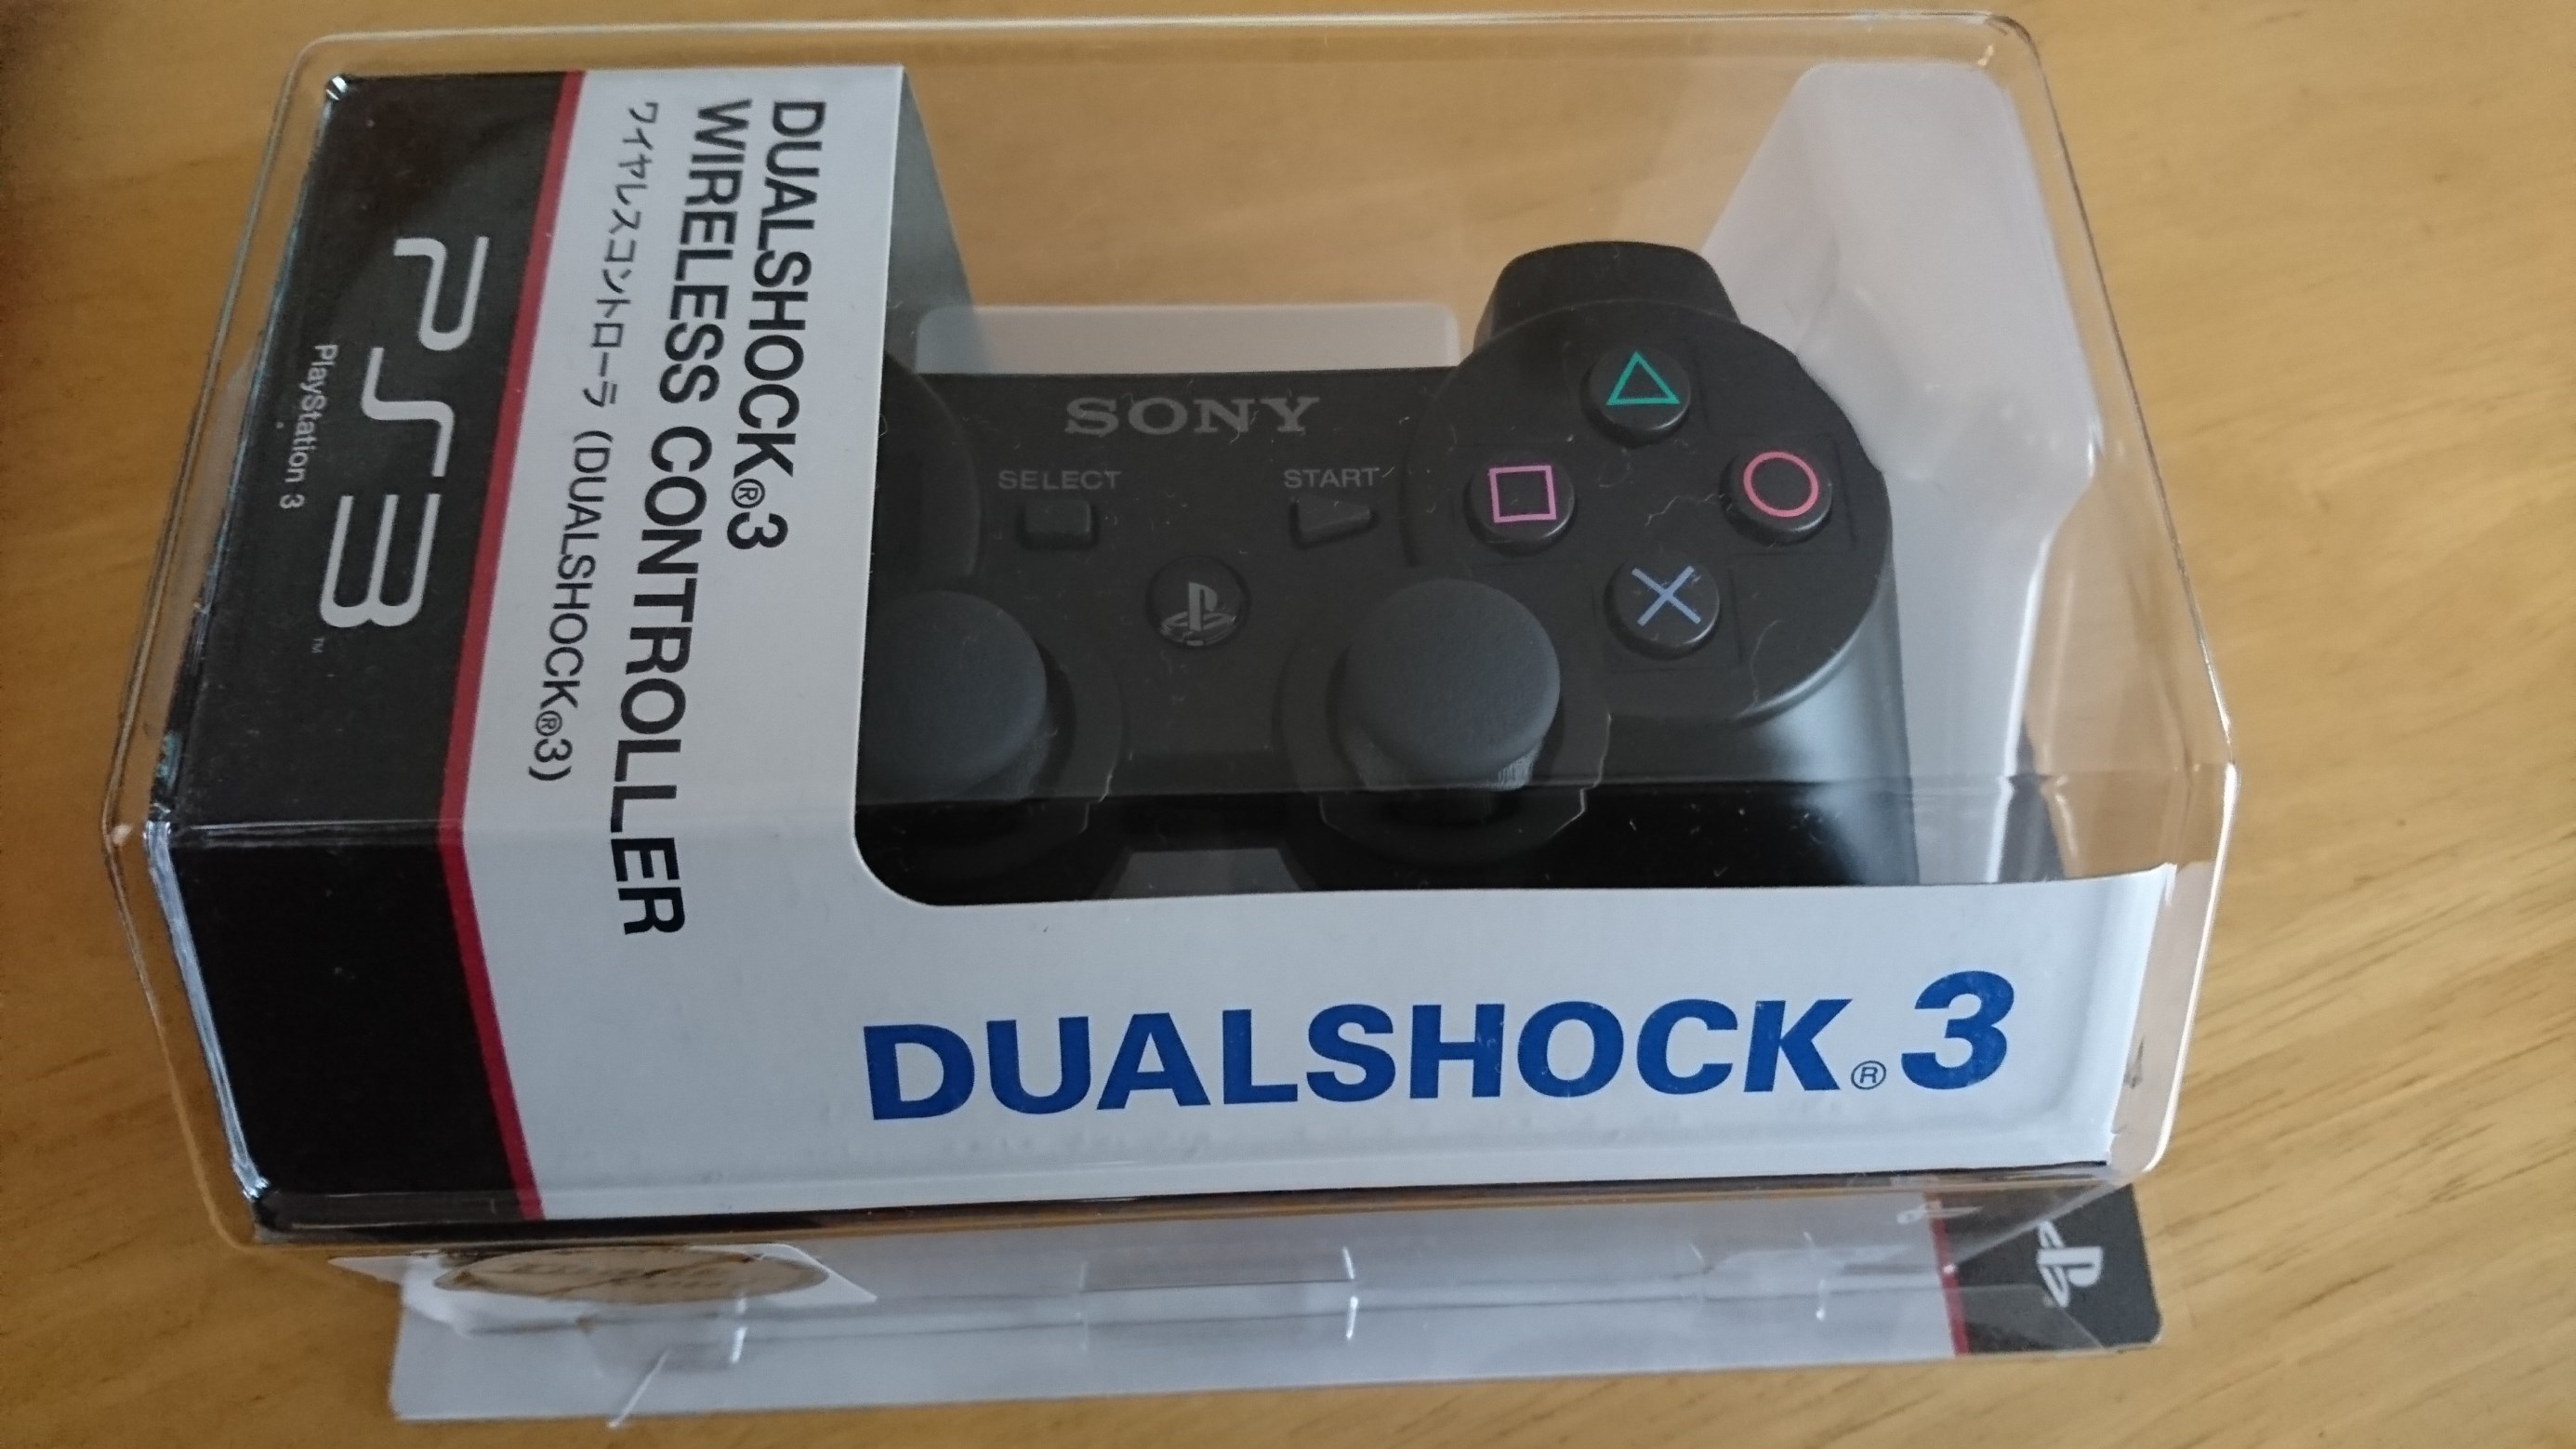 PS3™
PlayStation 3
DUALSHOCK®3
WIRELESS CONTROLLER
ワイヤレスコントローラ (DUALSHOCK®3)
SONY
SELECT
START
DUALSHOCK®3